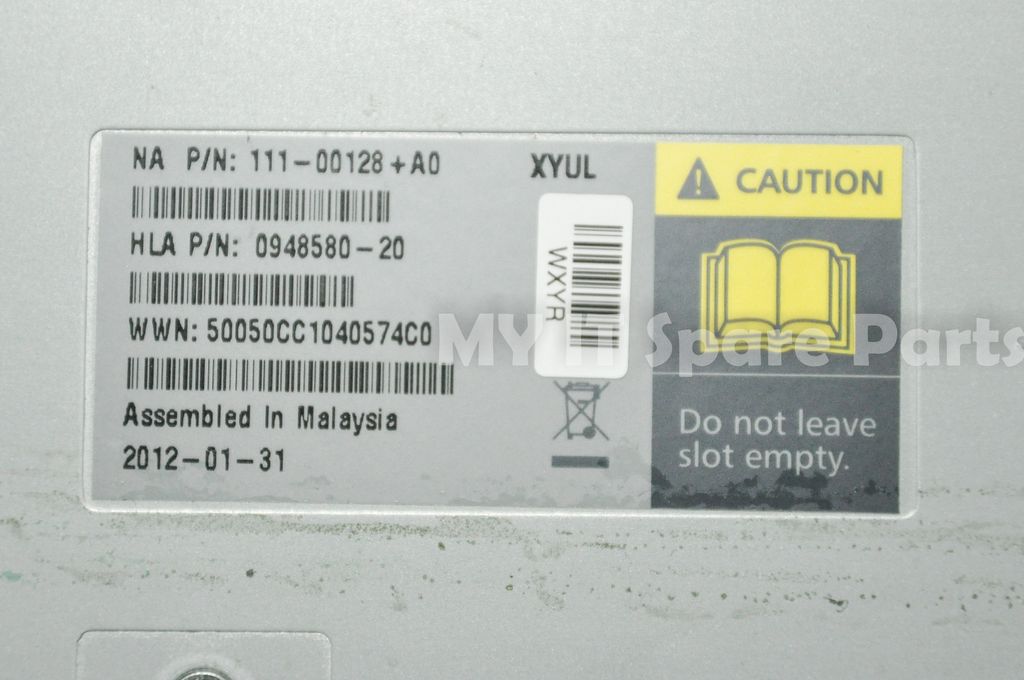 NA P/N: 111-00128+A0
XYUL
HLA P/N: 0948580-20
WWN: 50050CC1040574C0
Assembled In Malaysia
2012-01-31
WXYR
CAUTION
Do not leave
slot empty.
MY IT Spare Parts